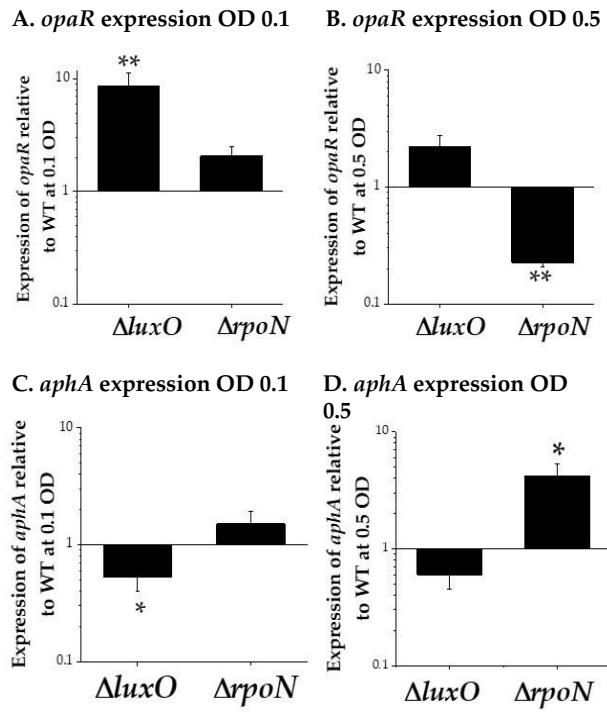 A. opaR expression OD 0.1
B. opaR expression OD 0.5
Expression of opaR relative
to WT at 0.1 OD
10
1
0.1
**
ΔluxO ΔrpoN
Expression of opaR relative
to WT at 0.5 OD
10
1
0.1
**
ΔluxO ΔrpoN
C. aphA expression OD 0.1
D. aphA expression OD
0.5
Expression of aphA relative
to WT at 0.1 OD
10
1
0.1
*
ΔluxO ΔrpoN
Expression of aphA relative
to WT at 0.5 OD
10
1
0.1
*
ΔluxO ΔrpoN